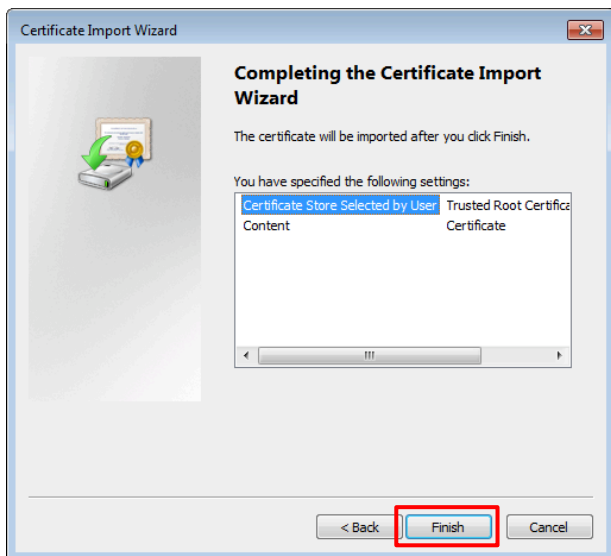 Certificate Import Wizard
Completing the Certificate Import
Wizard
The certificate will be imported after you click Finish.
You have specified the following settings:
Certificate Store Selected by User Trusted Root Certifica
Content Certificate
< Back Finish Cancel